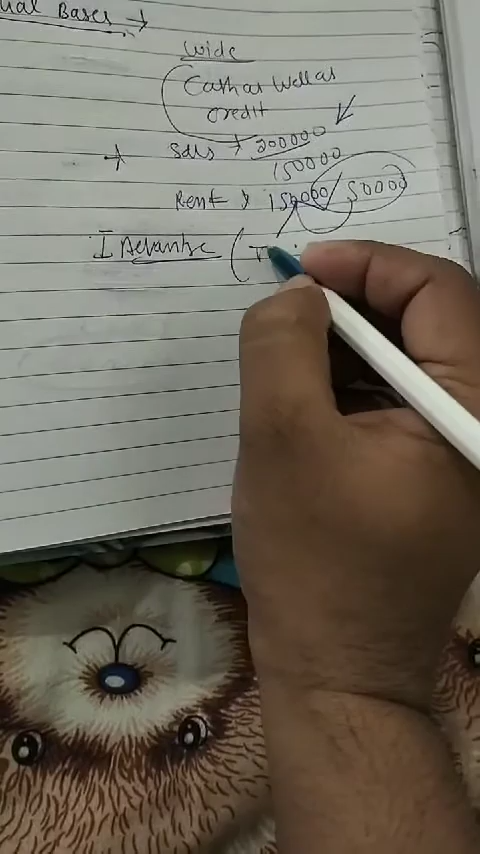 ual Bases →
Wide
Cash as Well as
Credit
→ Sales → 200000
150000
Rent → 150000/50000
I Advantage (T